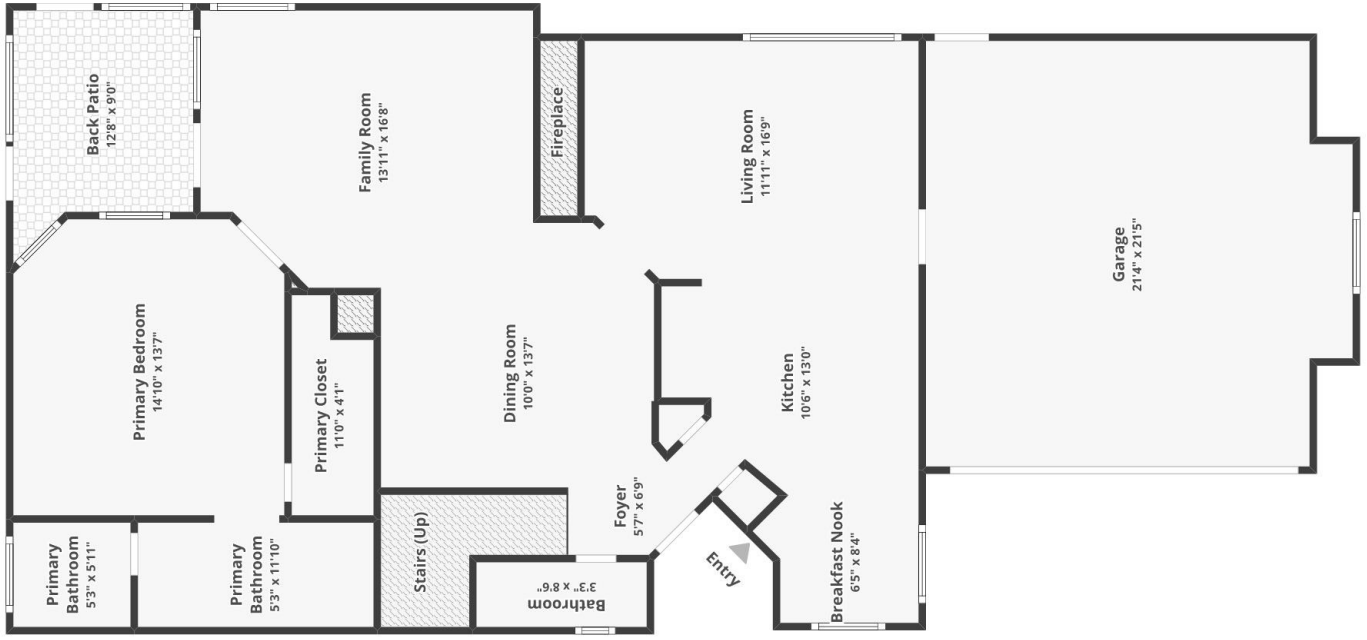 Back Patio
12'8" x 9'0"
Family Room
13'11" x 16'8"
Fireplace
Living Room
11'11" x 16'9"
Garage
21'4" x 21'5"
Primary Bedroom
14'10" x 13'7"
Primary Closet
11'0" x 4'1"
Dining Room
10'0" x 13'7"
Kitchen
10'6" x 13'0"
Foyer
5'7" x 6'9"
Primary
Bathroom
5'3" x 5'11"
Primary
Bathroom
5'3" x 11'10"
Stairs (Up)
Bathroom
3'3" x 8'6"
Entry
Breakfast Nook
6'5" x 8'4"